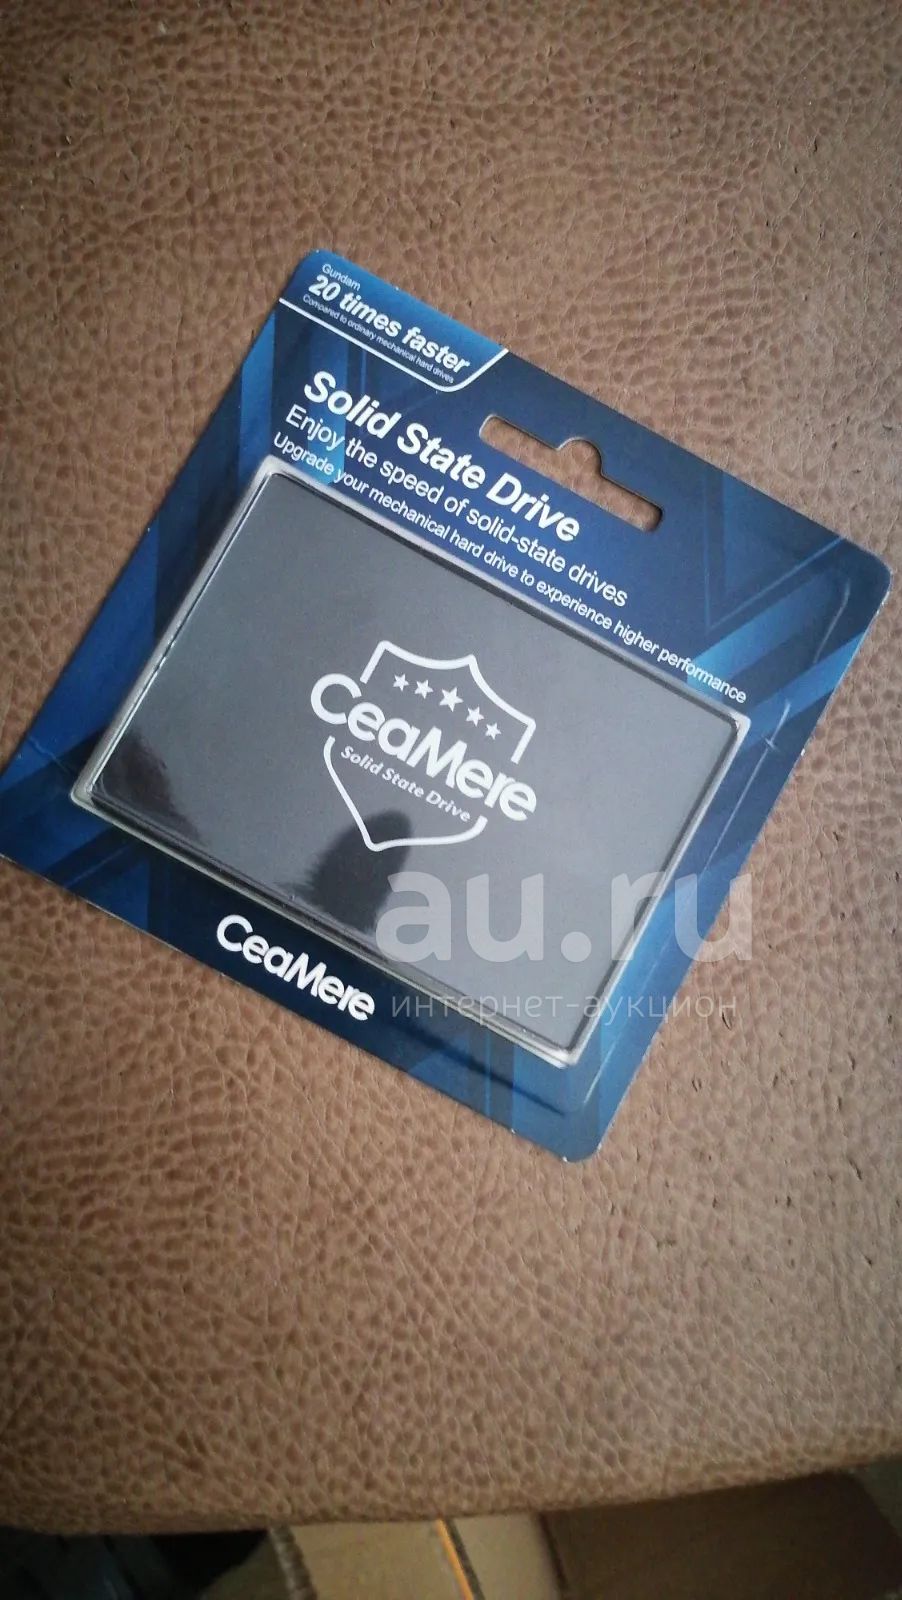 Gundam
20 times faster
Compared to ordinary mechanical hard drives
Solid State Drive
Enjoy the speed of solid-state drives
Upgrade your mechanical hard drive to experience higher performance
CeaMere
Solid State Drive
CeaMere
au.ru
интернет-аукцион